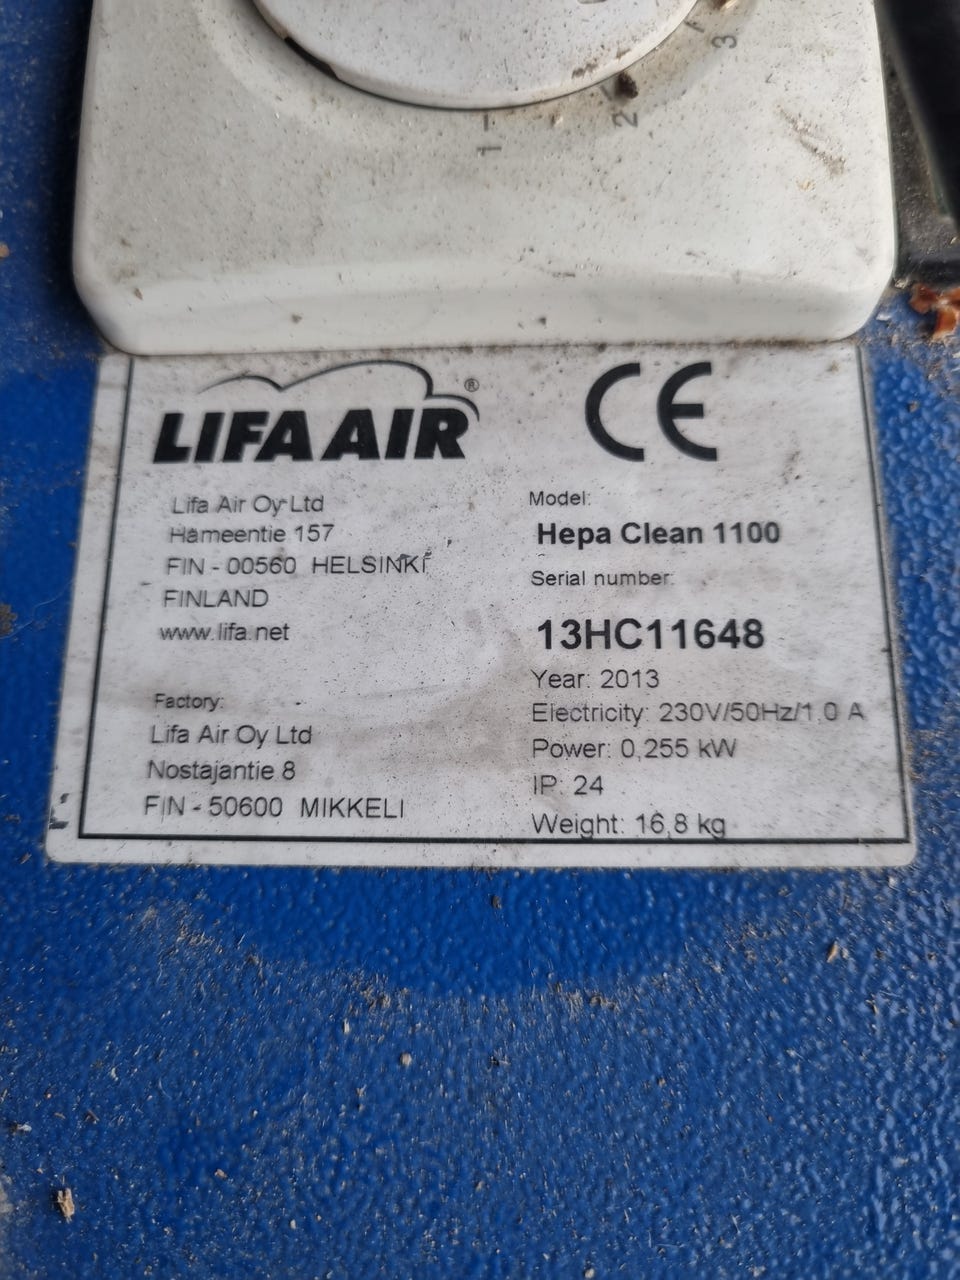 1
2
3
LIFA AIR®
CE
Lifa Air Oy Ltd
Hämeentie 157
FIN - 00560 HELSINKI
FINLAND
www.lifa.net
Factory:
Lifa Air Oy Ltd
Nostajantie 8
FIN - 50600 MIKKELI
Model:
Hepa Clean 1100
Serial number:
13HC11648
Year: 2013
Electricity: 230V/50Hz/1.0 A
Power: 0,255 kW
IP: 24
Weight: 16,8 kg